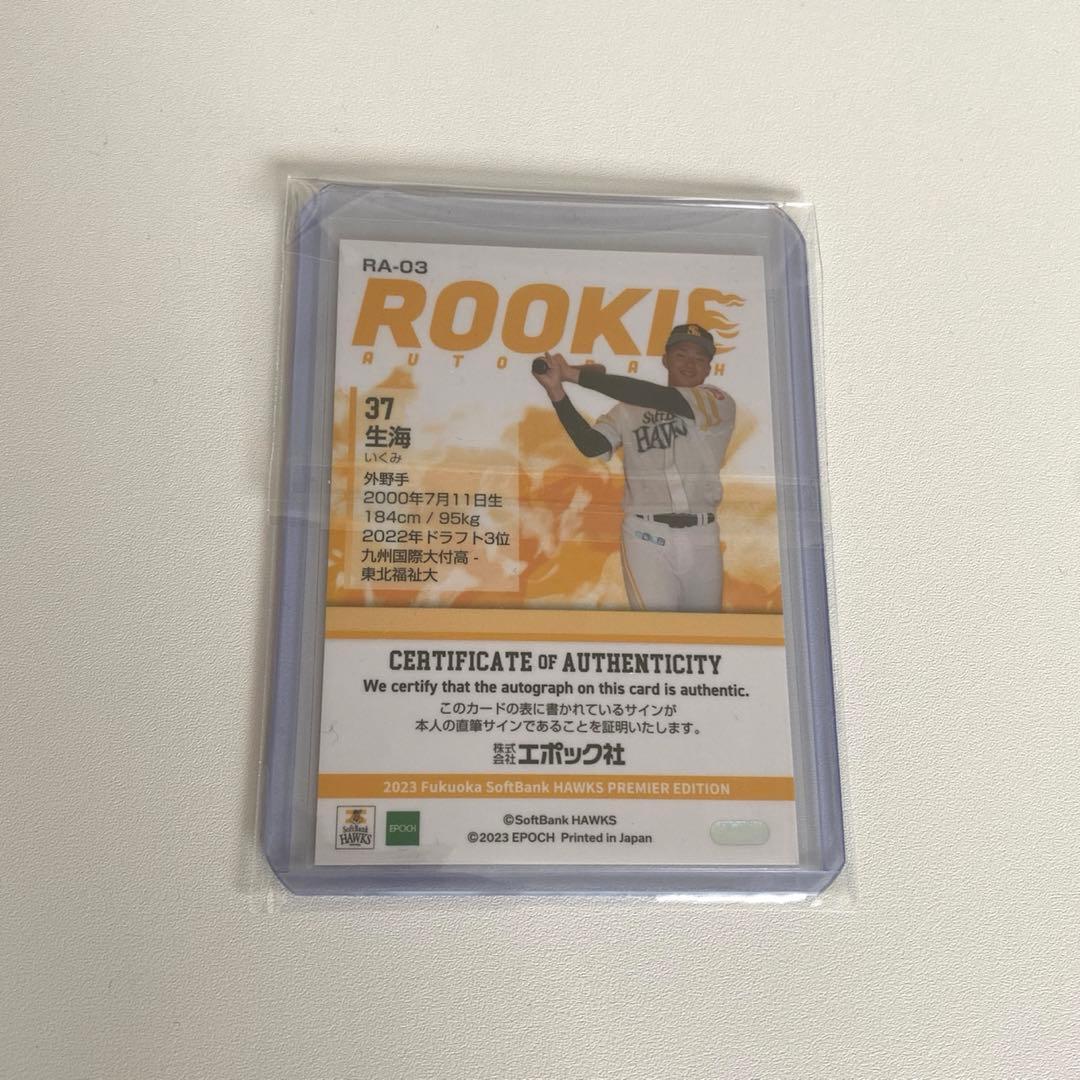 RA-03
ROOKIE
AUTOGRAPH
37
生海
いくみ
外野手
2000年7月11日生
184cm / 95kg
2022年ドラフト3位
九州国際大付高 -
東北福祉大
SoftBank
HAWKS
CERTIFICATE OF AUTHENTICITY
We certify that the autograph on this card is authentic.
このカードの表に書かれているサインが
本人の直筆サインであることを証明いたします。
株式会社エポック社
2023 Fukuoka SoftBank HAWKS PREMIER EDITION
SoftBank
HAWKS
EPOCH
©SoftBank HAWKS
©2023 EPOCH Printed in Japan